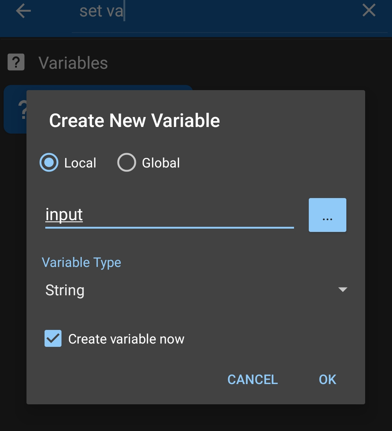 set va
Variables
Create New Variable
Local
Global
input
...
Variable Type
String
Create variable now
CANCEL
OK